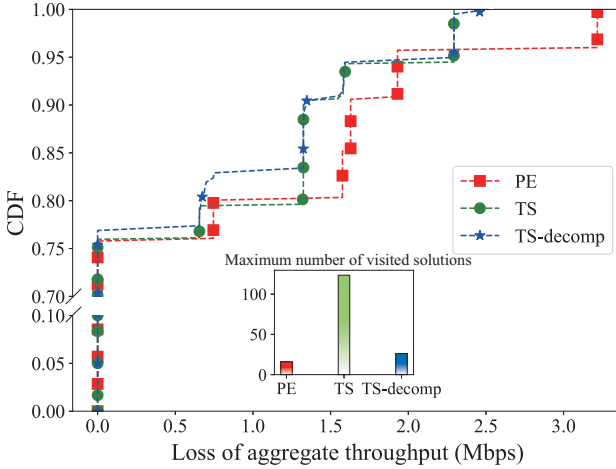 1.00
0.95
0.90
CDF
0.85
0.80
0.75
0.70
0.10
0.05
0.00
PE
TS
TS-decomp
Maximum number of visited solutions
100
50
0
PE TS TS-decomp
0.0 0.5 1.0 1.5 2.0 2.5 3.0
Loss of aggregate throughput (Mbps)